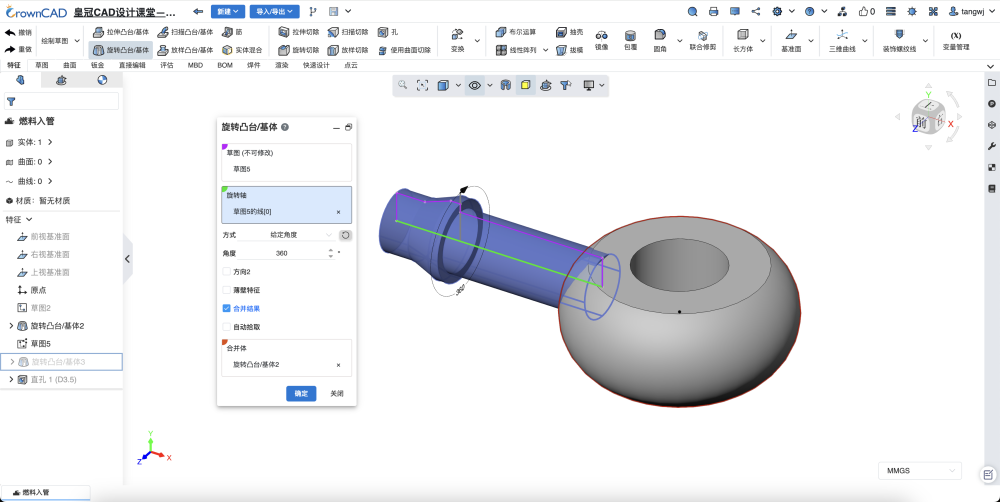 CrownCAD
皇冠CAD设计课堂—...
新建
导入/导出
0
tangwj
撤销
重做
绘制草图
拉伸凸台/基体
旋转凸台/基体
扫描凸台/基体
放样凸台/基体
筋
实体混合
拉伸切除
旋转切除
扫描切除
放样切除
孔
使用曲面切除
变换
布尔运算
线性阵列
抽壳
拔模
镜像
包覆
圆角
联合修剪
长方体
基准面
三维曲线
装饰螺纹线
(X)
变量管理
特征
草图
曲面
钣金
直接编辑
评估
MBD
BOM
焊件
渲染
快速设计
点云
燃料入管
实体: 1
曲面: 0
曲线: 0
材质: 暂无材质
特征
前视基准面
右视基准面
上视基准面
原点
草图2
旋转凸台/基体2
草图5
旋转凸台/基体3
直孔 1 (D3.5)
旋转凸台/基体
草图 (不可修改)
草图5
旋转轴
草图5的线[0]
方式
给定角度
角度
360
°
方向2
薄壁特征
合并结果
自动拾取
合并体
旋转凸台/基体2
确定
关闭
360
Y
前
Z
X
Y
Z
X
MMGS
燃料入管